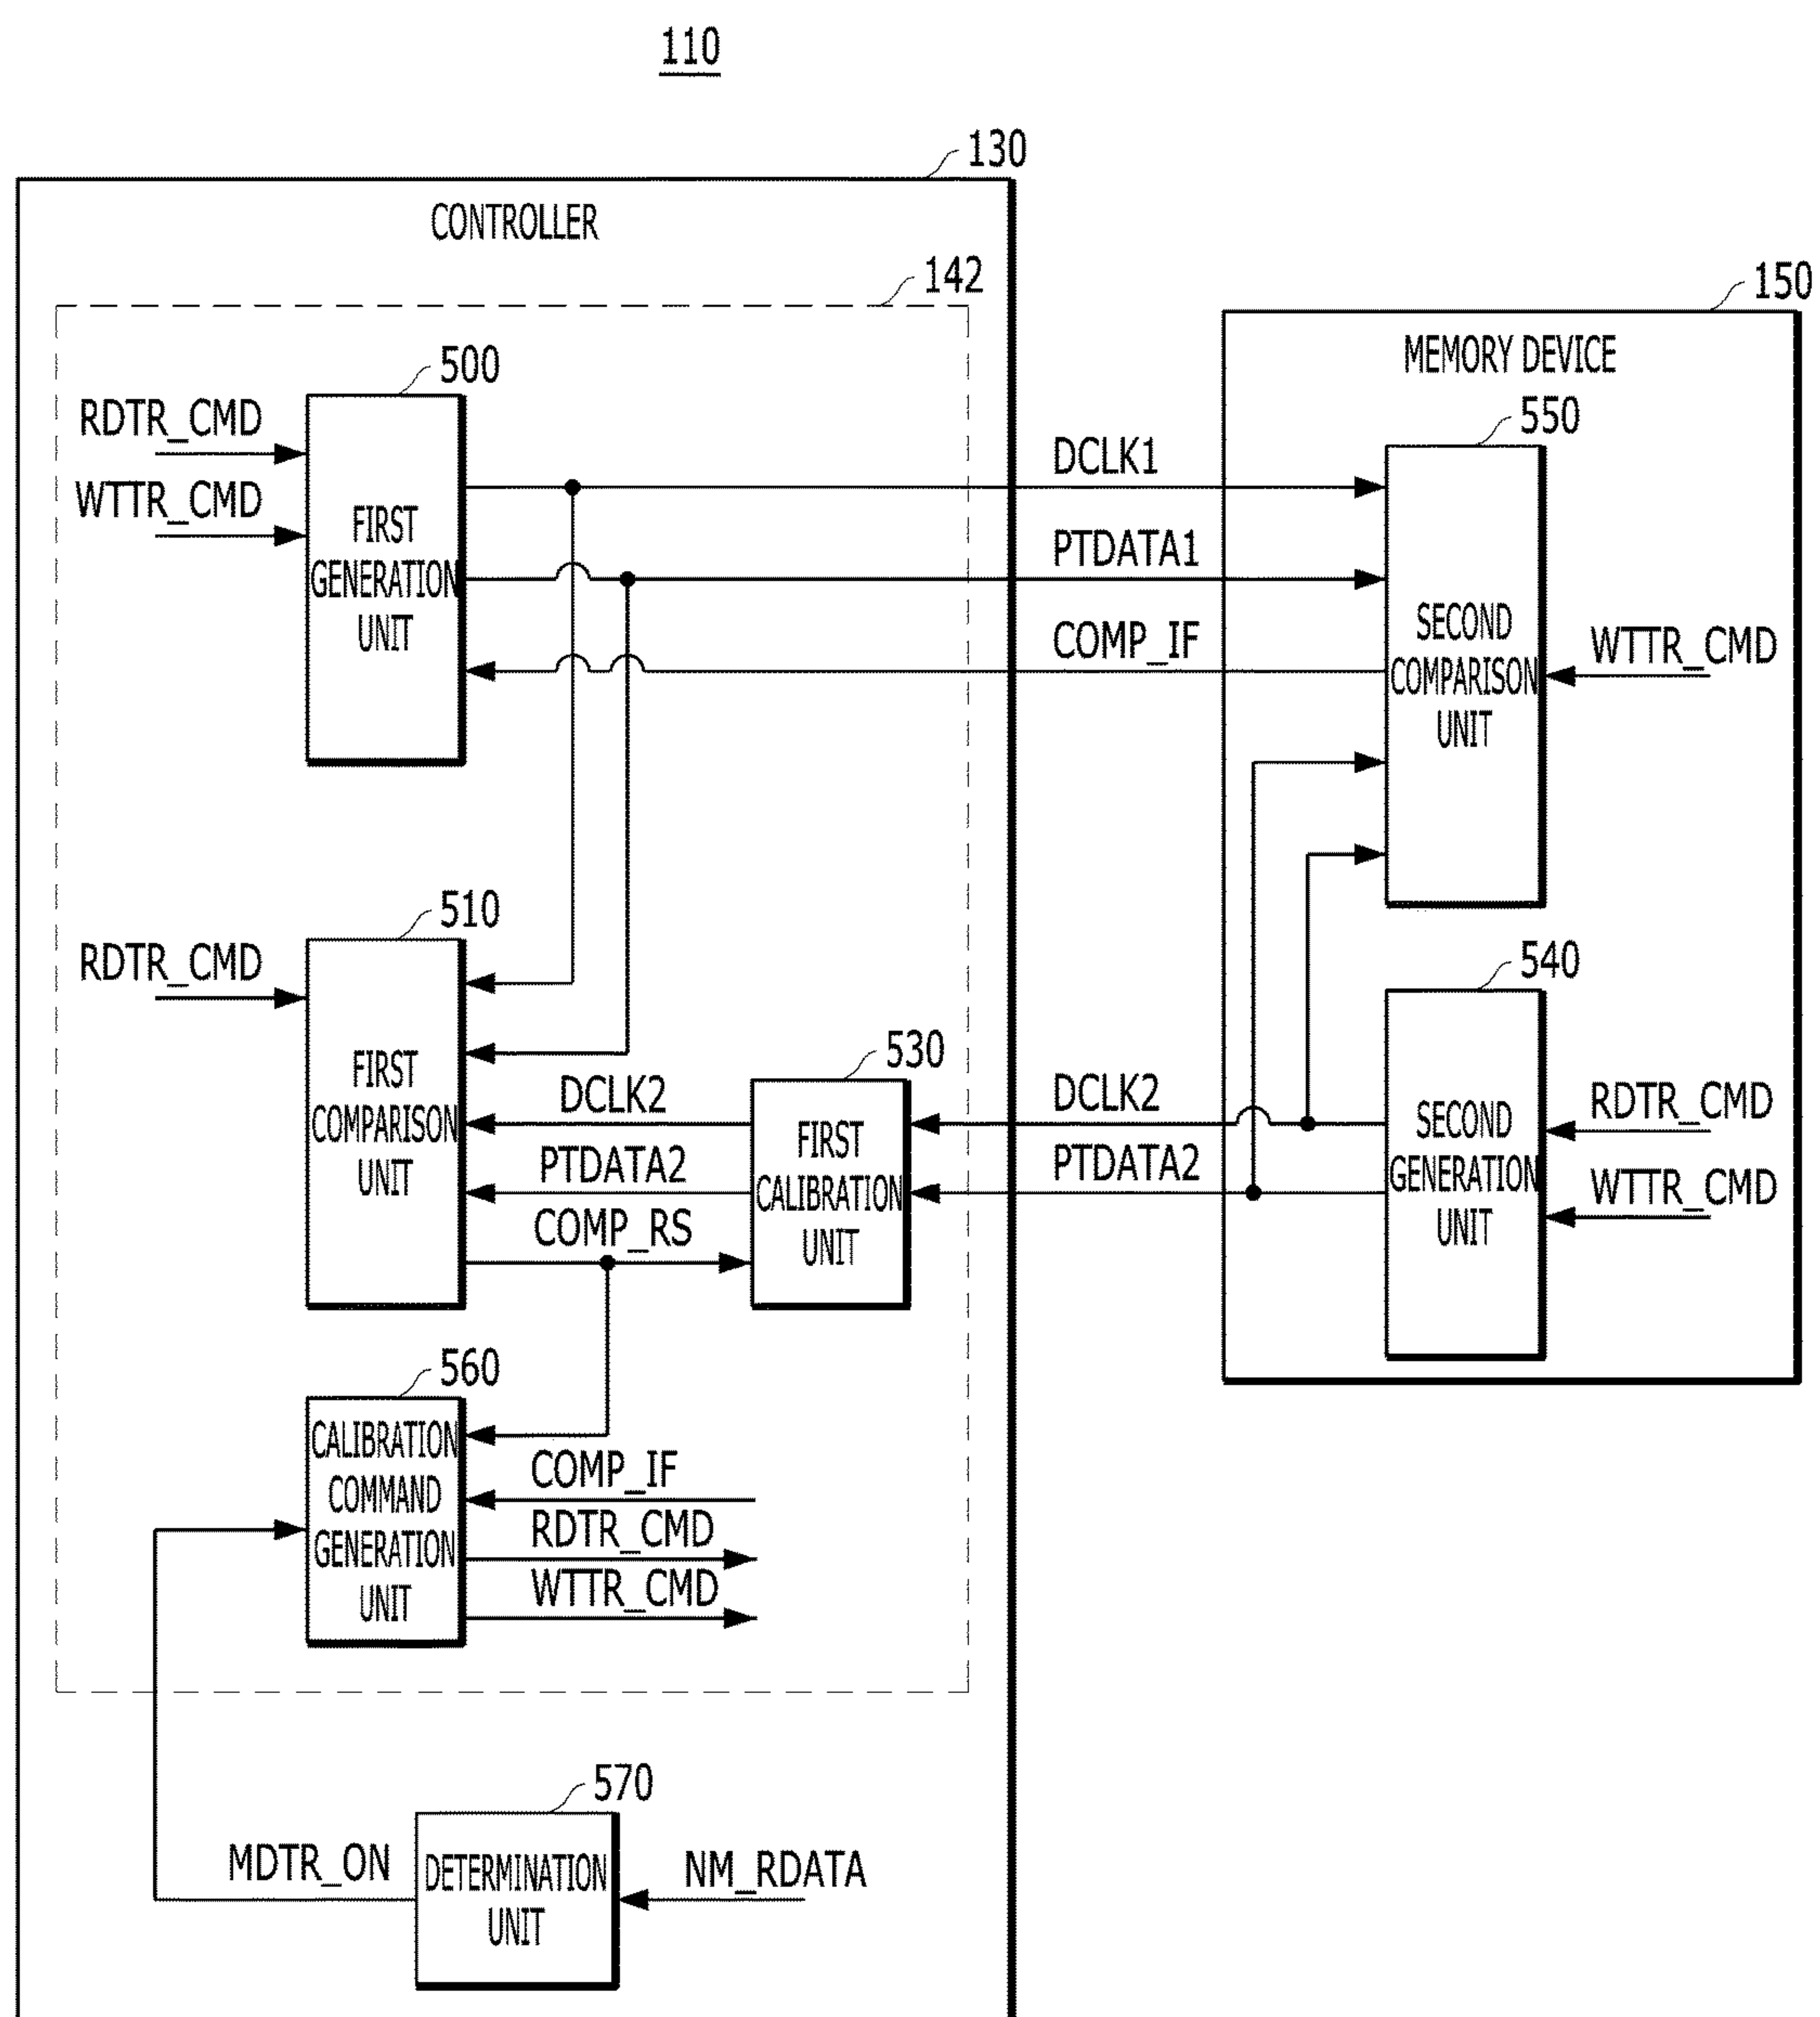 110
130
CONTROLLER
142
150
MEMORY DEVICE
500
RDTR_CMD
WTTR_CMD
FIRST
GENERATION
UNIT
DCLK1
PTDATA1
COMP_IF
550
SECOND
COMPARISON
UNIT
WTTR_CMD
510
RDTR_CMD
FIRST
COMPARISON
UNIT
DCLK2
PTDATA2
COMP_RS
530
FIRST
CALIBRATION
UNIT
DCLK2
PTDATA2
540
SECOND
GENERATION
UNIT
RDTR_CMD
WTTR_CMD
560
CALIBRATION
COMMAND
GENERATION
UNIT
COMP_IF
RDTR_CMD
WTTR_CMD
570
MDTR_ON
DETERMINATION
UNIT
NM_RDATA